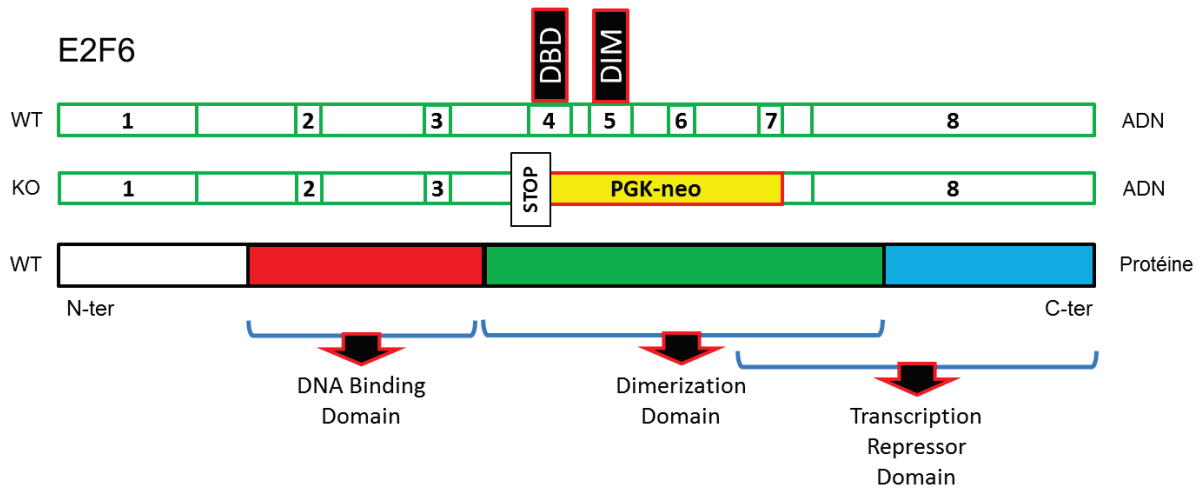 E2F6
DBD
DIM
WT 1 2 3 4 5 6 7 8 ADN
KO 1 2 3 STOP PGK-neo 8 ADN
WT Protéine
N-ter C-ter
DNA Binding
Domain
Dimerization
Domain
Transcription
Repressor
Domain